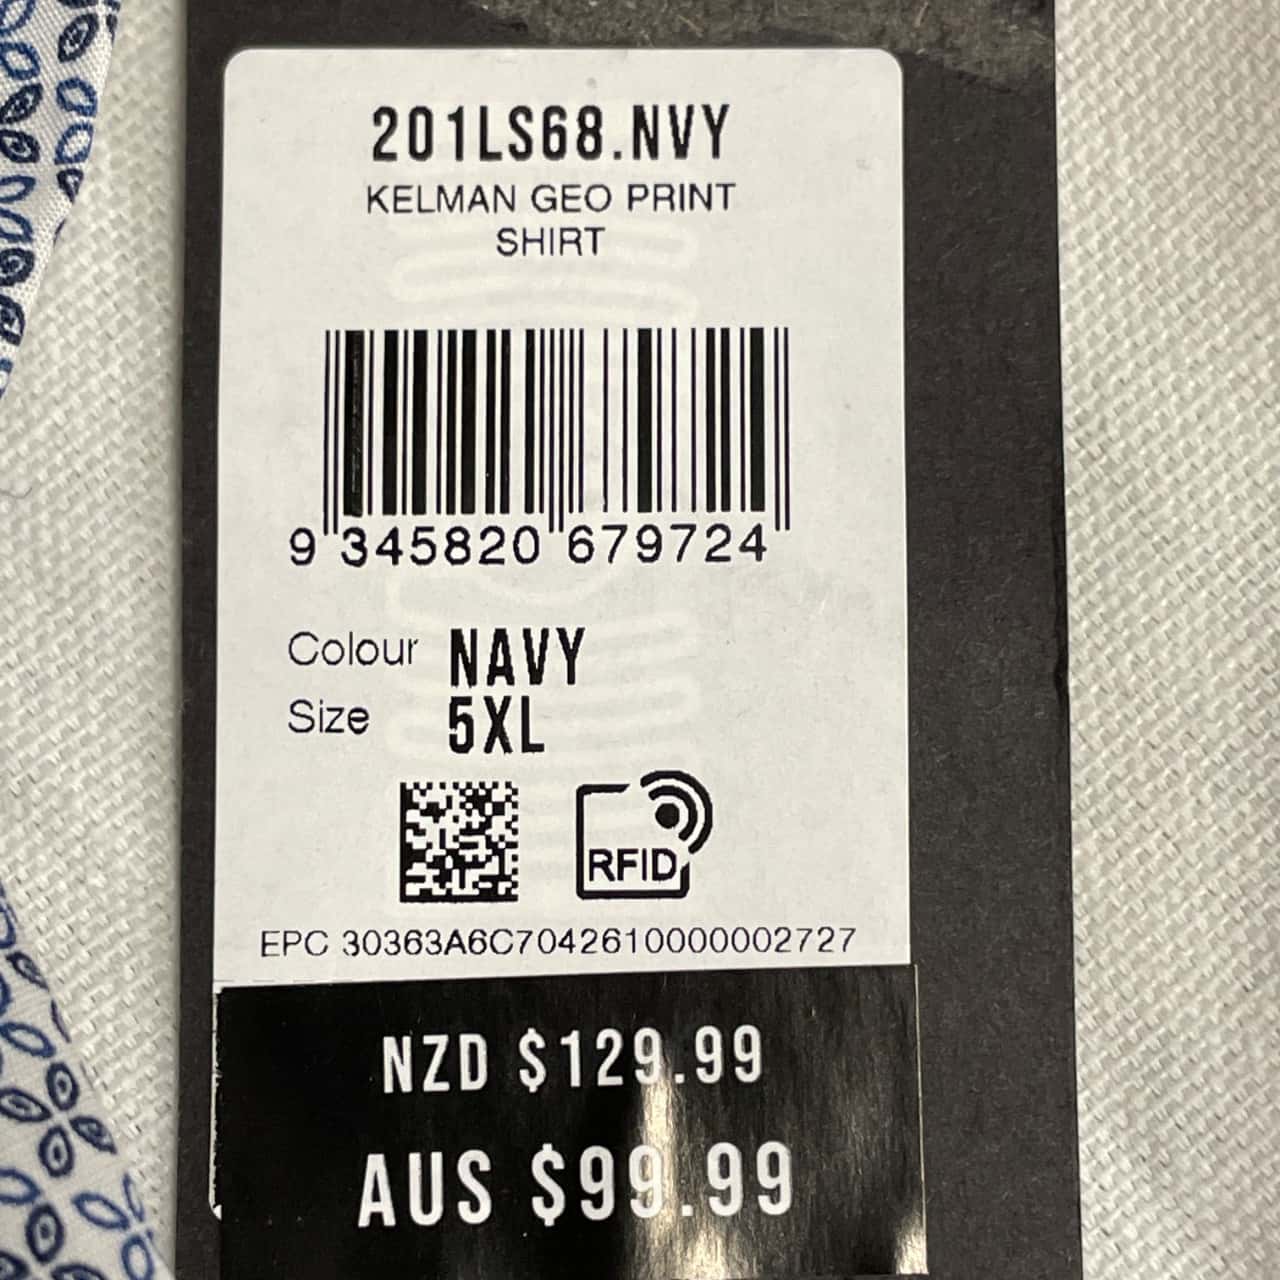 201LS68.NVY
KELMAN GEO PRINT
SHIRT
9 345820 679724
Colour NAVY
Size 5XL
RFID
EPC 30363A6C7042610000002727
NZD $129.99
AUS $99.99